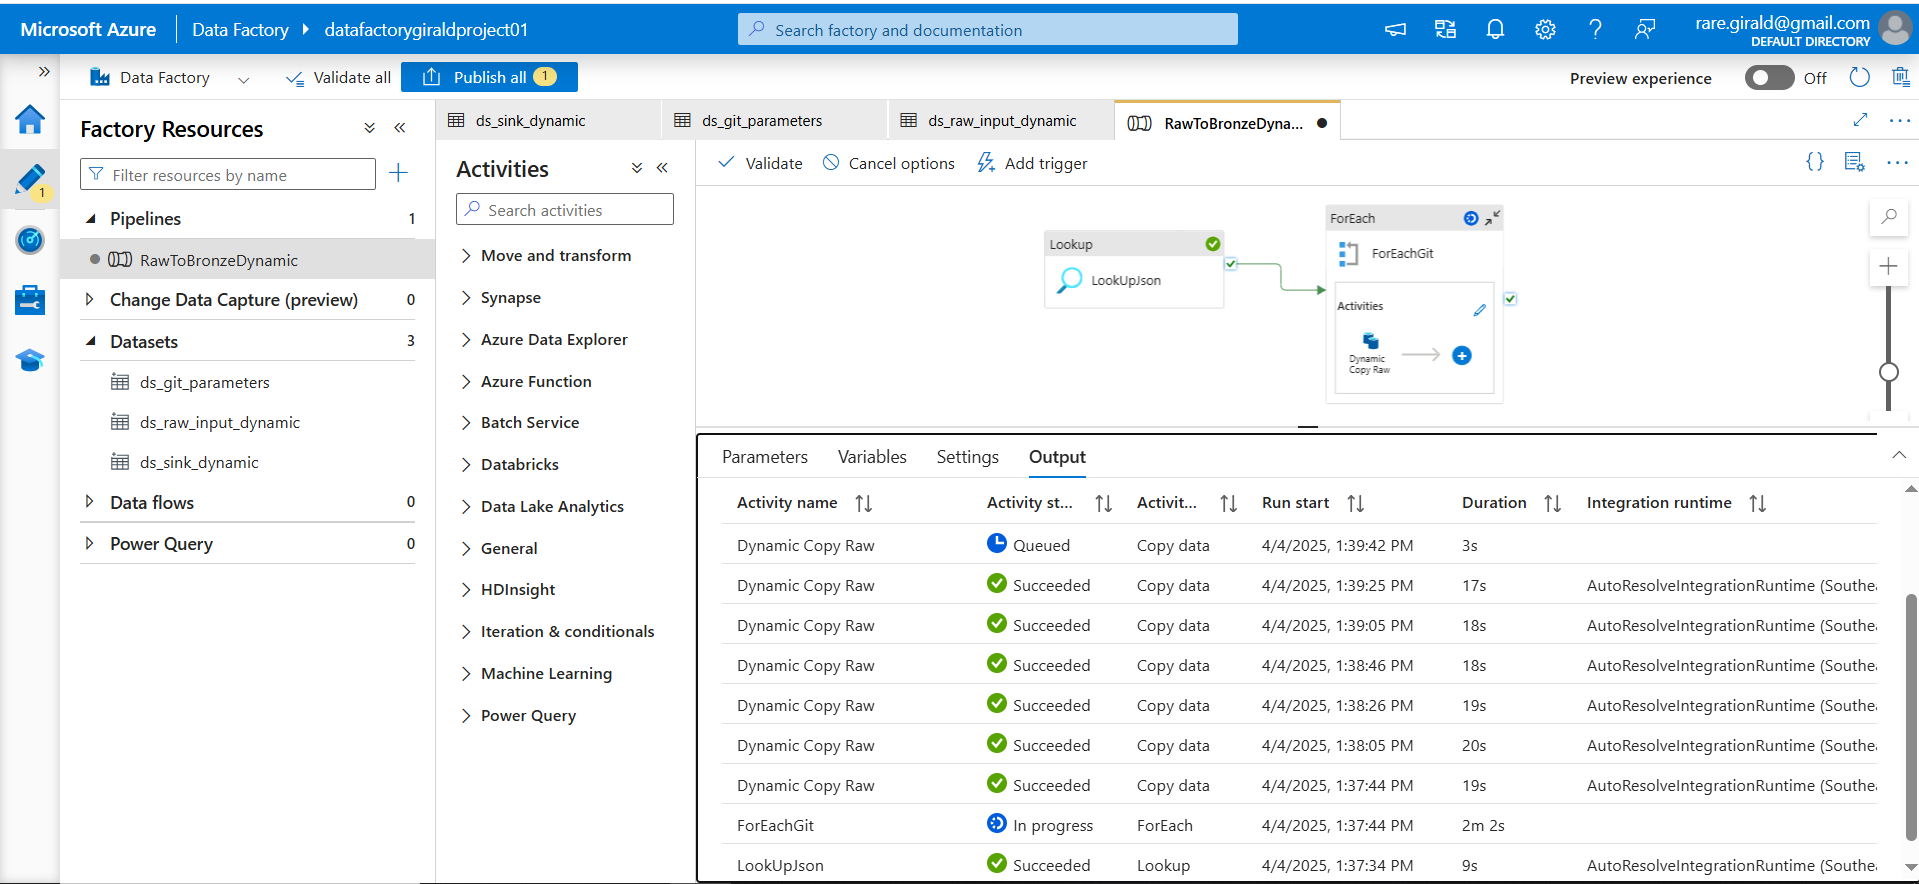 Microsoft Azure Data Factory datafactorygiraldproject01 Search factory and documentation rare.girald@gmail.com
DEFAULT DIRECTORY
Data Factory Validate all Publish all 1 Preview experience Off
1
Factory Resources
Filter resources by name
Pipelines 1
RawToBronzeDynamic
Change Data Capture (preview) 0
Datasets 3
ds_git_parameters
ds_raw_input_dynamic
ds_sink_dynamic
Data flows 0
Power Query 0
ds_sink_dynamic ds_git_parameters ds_raw_input_dynamic RawToBronzeDyna...
Activities
Search activities
Move and transform
Synapse
Azure Data Explorer
Azure Function
Batch Service
Databricks
Data Lake Analytics
General
HDInsight
Iteration & conditionals
Machine Learning
Power Query
Validate Cancel options Add trigger
Lookup
LookUpJson
ForEach
ForEachGit
Activities
Dynamic
Copy Raw
Parameters Variables Settings Output
Activity name Activity st... Activit... Run start Duration Integration runtime
Dynamic Copy Raw Queued Copy data 4/4/2025, 1:39:42 PM 3s
Dynamic Copy Raw Succeeded Copy data 4/4/2025, 1:39:25 PM 17s AutoResolveIntegrationRuntime (Southea
Dynamic Copy Raw Succeeded Copy data 4/4/2025, 1:39:05 PM 18s AutoResolveIntegrationRuntime (Southea
Dynamic Copy Raw Succeeded Copy data 4/4/2025, 1:38:46 PM 18s AutoResolveIntegrationRuntime (Southea
Dynamic Copy Raw Succeeded Copy data 4/4/2025, 1:38:26 PM 19s AutoResolveIntegrationRuntime (Southea
Dynamic Copy Raw Succeeded Copy data 4/4/2025, 1:38:05 PM 20s AutoResolveIntegrationRuntime (Southea
Dynamic Copy Raw Succeeded Copy data 4/4/2025, 1:37:44 PM 19s AutoResolveIntegrationRuntime (Southea
ForEachGit In progress ForEach 4/4/2025, 1:37:44 PM 2m 2s
LookUpJson Succeeded Lookup 4/4/2025, 1:37:34 PM 9s AutoResolveIntegrationRuntime (Southea